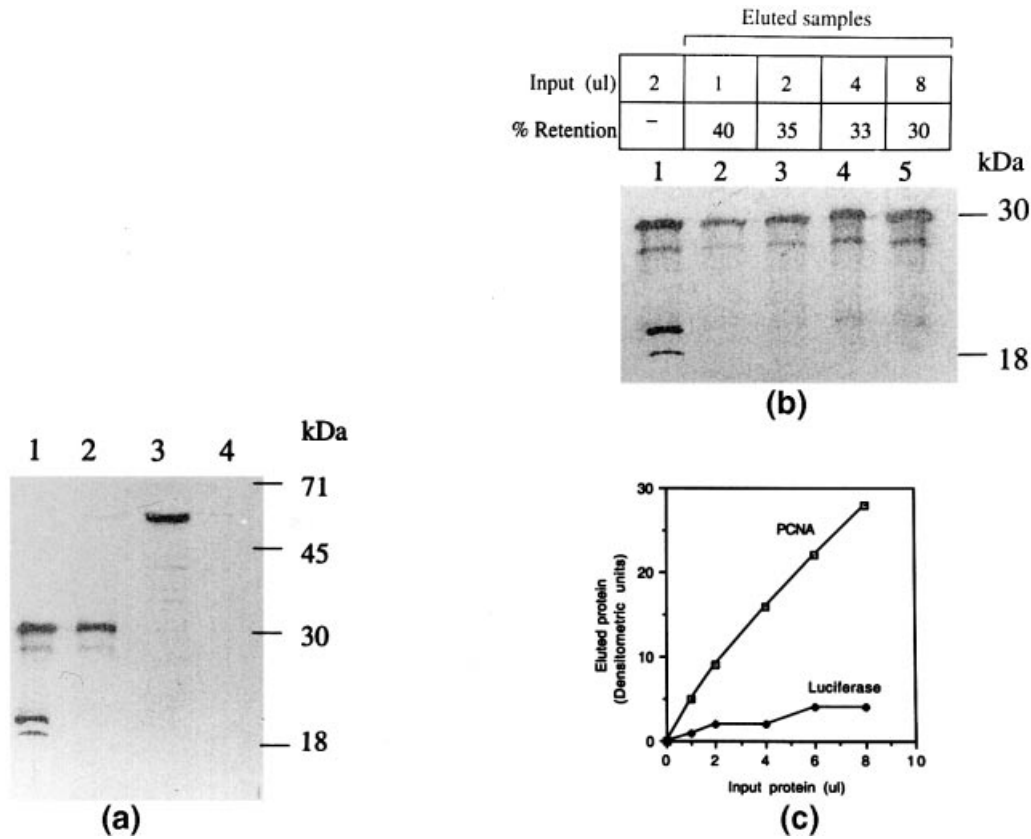 Eluted samples
Input (ul) 2 1 2 4 8
% Retention – 40 35 33 30
kDa
1 2 3 4 5
30
18
(b)
kDa
1 2 3 4
71
45
30
18
(a)
30
20
10
0
0 2 4 6 8 10
PCNA
Luciferase
Eluted protein
(Densitometric units)
Input protein (ul)
(c)